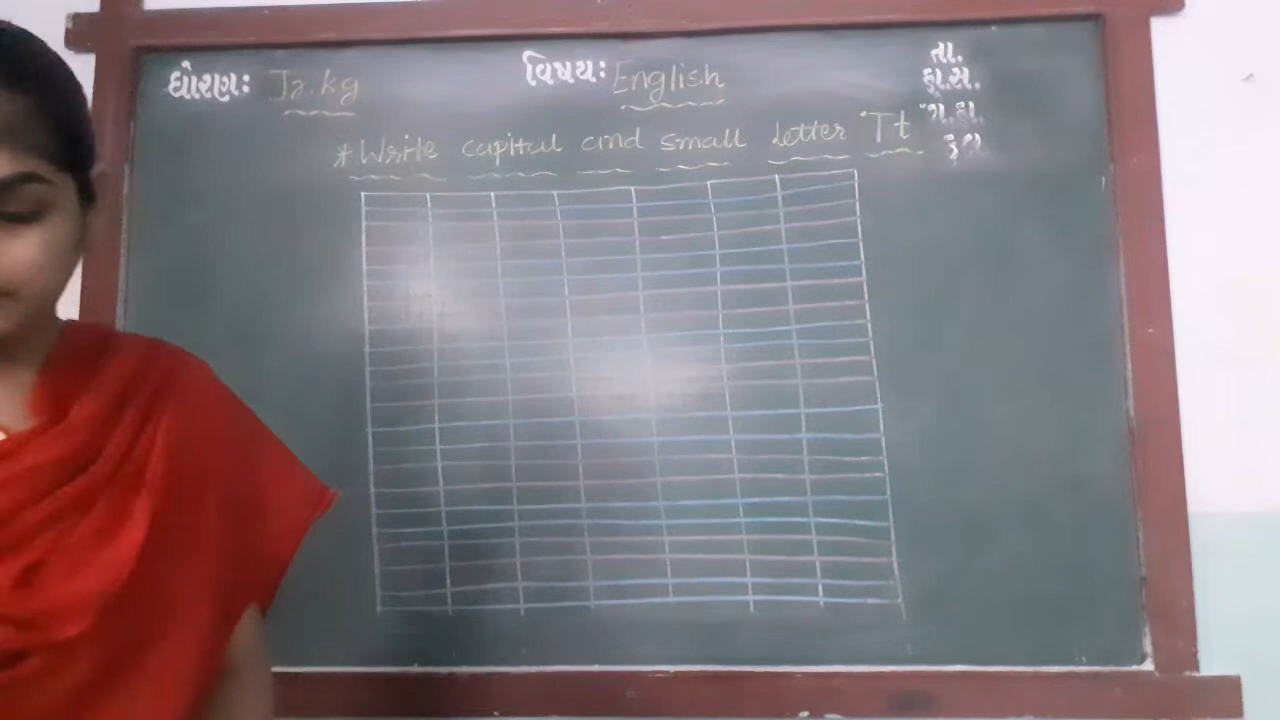 ધોરણ: Jr.kg
વિષય: English
તા.
હા.સ.
ગે.હા.
કુલ
* Write capital and small letter Tt